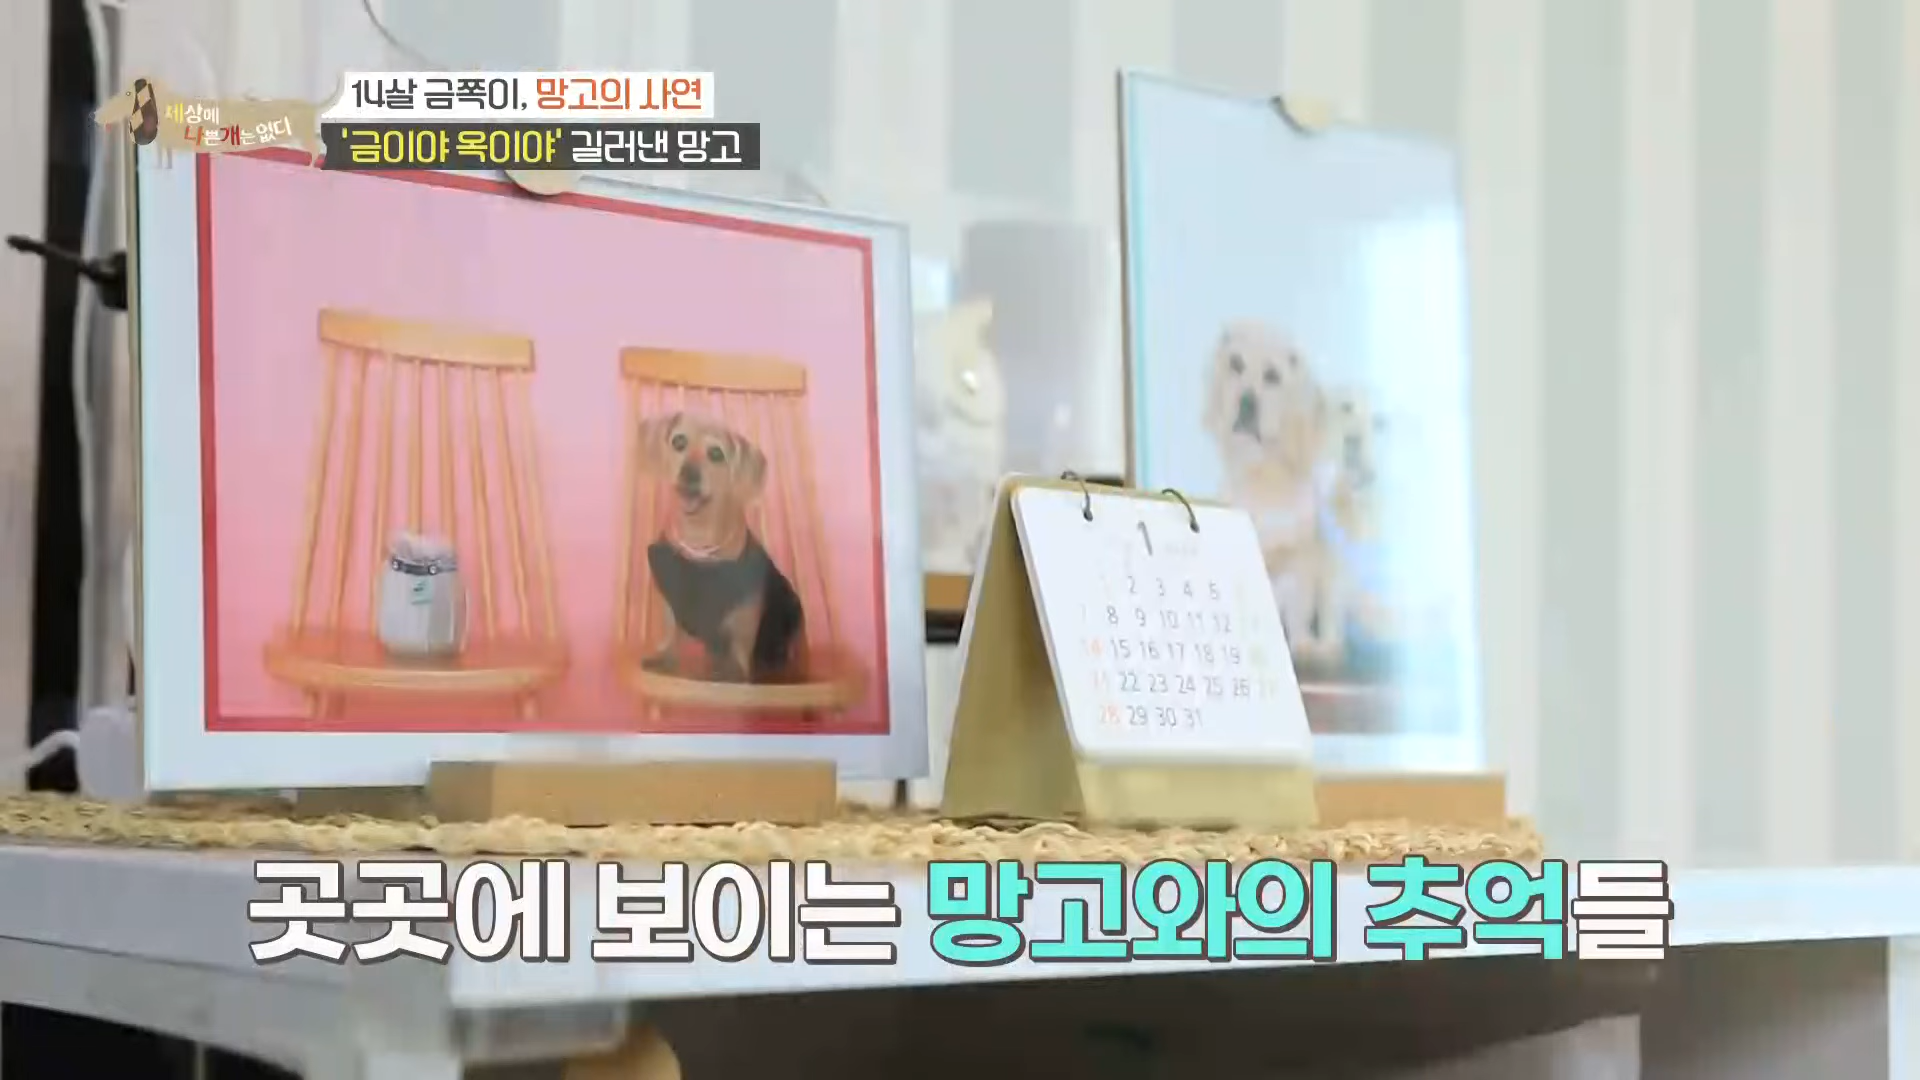 14살 금쪽이, 망고의 사연
세상에
나쁜개는 없다
'금이야 옥이야' 길러낸 망고
1
1 2 3 4 5
7 8 9 10 11 12
14 15 16 17 18 19
21 22 23 24 25 26 27
28 29 30 31
곳곳에 보이는 망고와의 추억들